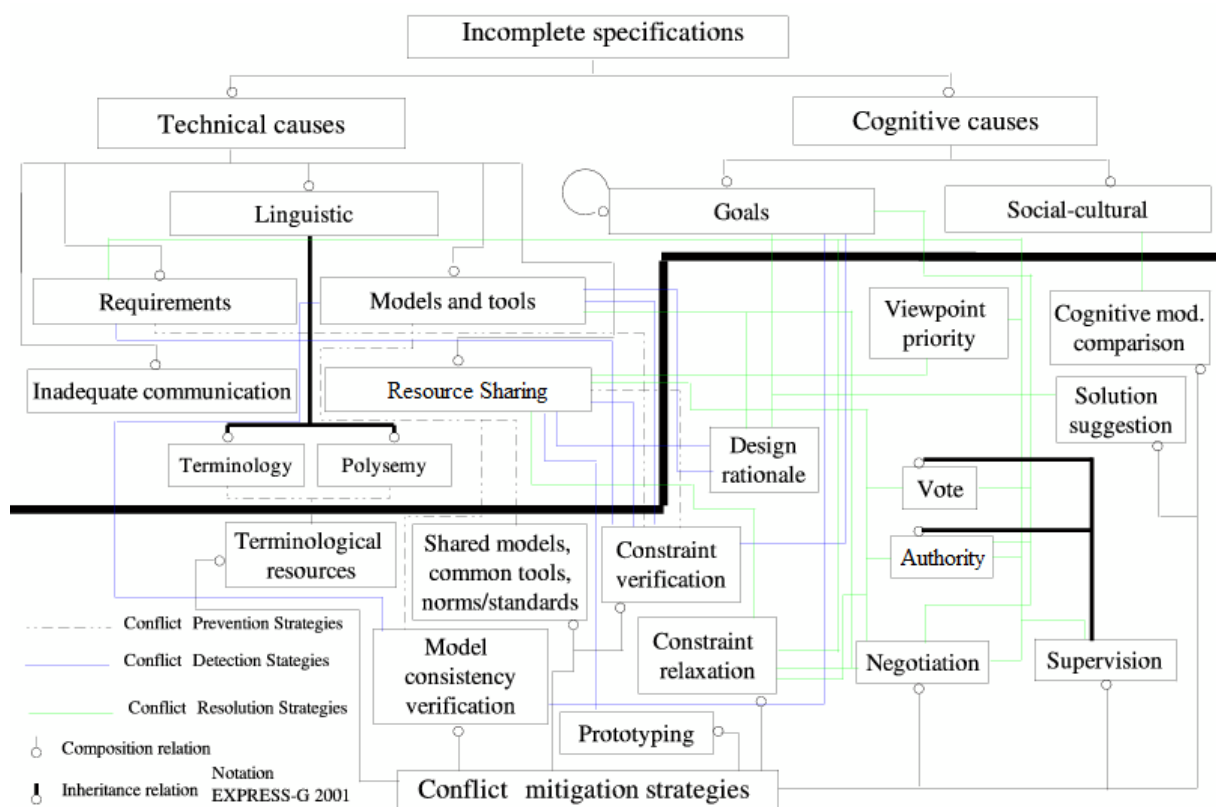 Incomplete specifications
Technical causes
Cognitive causes
Linguistic
Goals
Social-cultural
Requirements
Models and tools
Viewpoint
priority
Cognitive mod.
comparison
Inadequate communication
Resource Sharing
Solution
suggestion
Terminology
Polysemy
Design
rationale
Vote
Terminological
resources
Shared models,
common tools,
norms/standards
Constraint
verification
Authority
Conflict Prevention Strategies
Conflict Detection Stategies
Conflict Resolution Strategies
Model
consistency
verification
Constraint
relaxation
Negotiation
Supervision
Prototyping
Composition relation
Inheritance relation
Notation
EXPRESS-G 2001
Conflict mitigation strategies